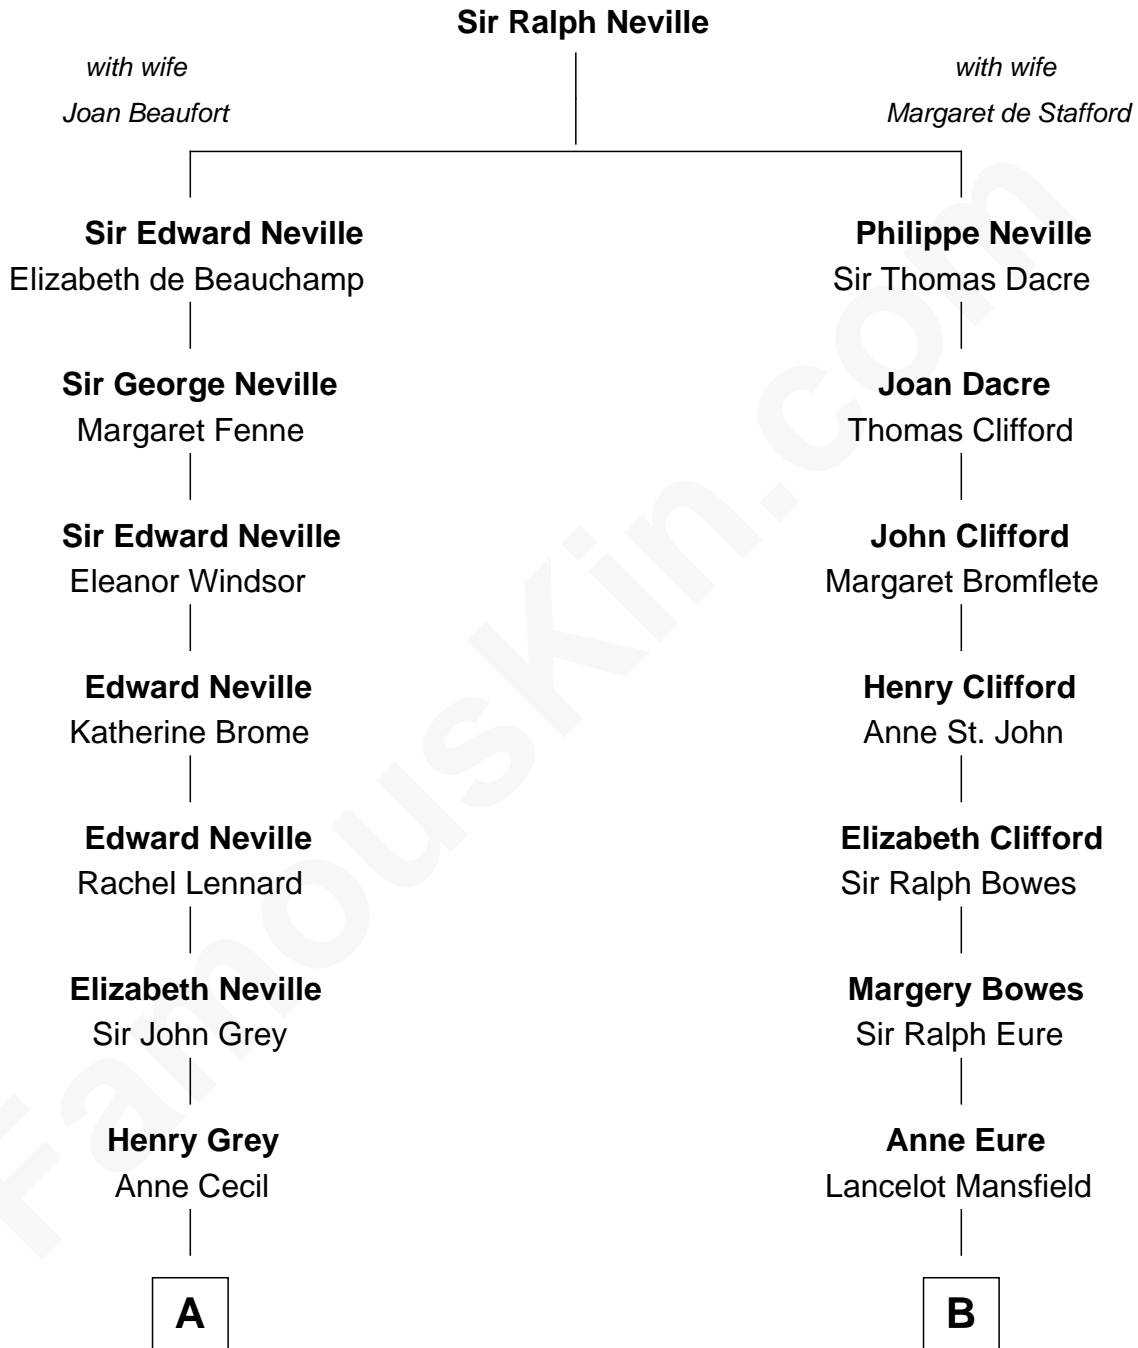 Sir Ralph Neville
with wife
Joan Beaufort
with wife
Margaret de Stafford
Sir Edward Neville
Elizabeth de Beauchamp
Philippe Neville
Sir Thomas Dacre
Sir George Neville
Margaret Fenne
Joan Dacre
Thomas Clifford
Sir Edward Neville
Eleanor Windsor
John Clifford
Margaret Bromflete
Edward Neville
Katherine Brome
Henry Clifford
Anne St. John
Edward Neville
Rachel Lennard
Elizabeth Clifford
Sir Ralph Bowes
Elizabeth Neville
Sir John Grey
Margery Bowes
Sir Ralph Eure
Henry Grey
Anne Cecil
Anne Eure
Lancelot Mansfield
A
B
FamousKin.com